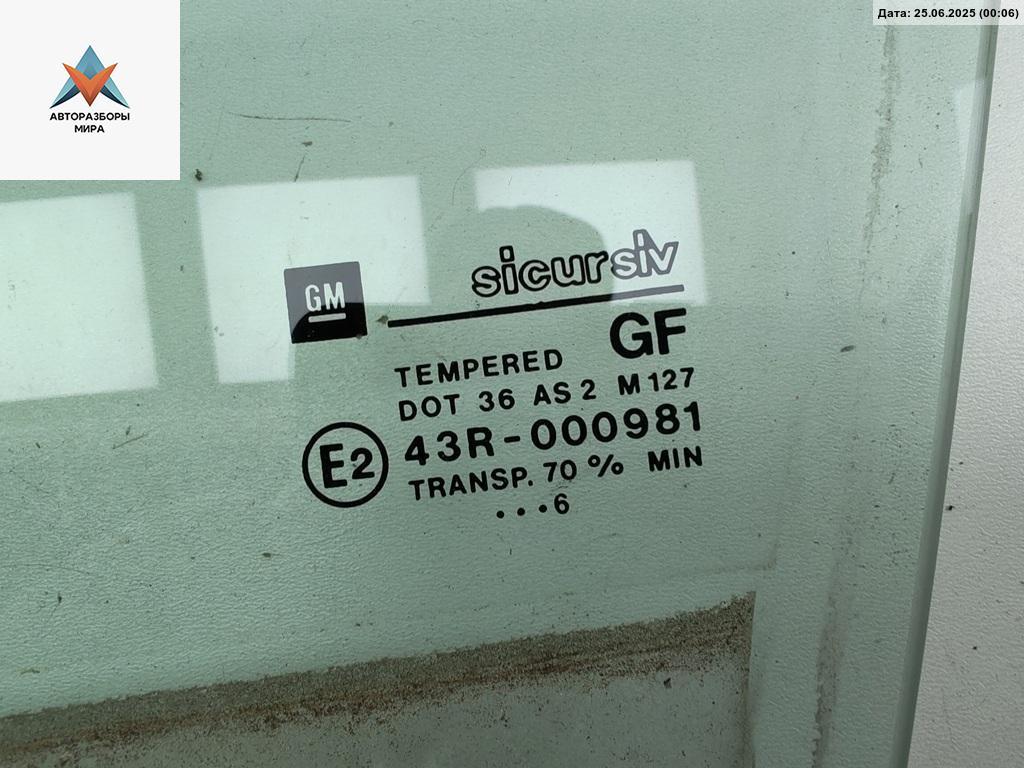 Дата: 25.06.2025 (00:06)
АВТОРАЗБОРЫ
МИРА
sicursiv
GM
GF
TEMPERED
DOT 36 AS 2 M 127
43R-000981
E2
TRANSP. 70 % MIN
...6